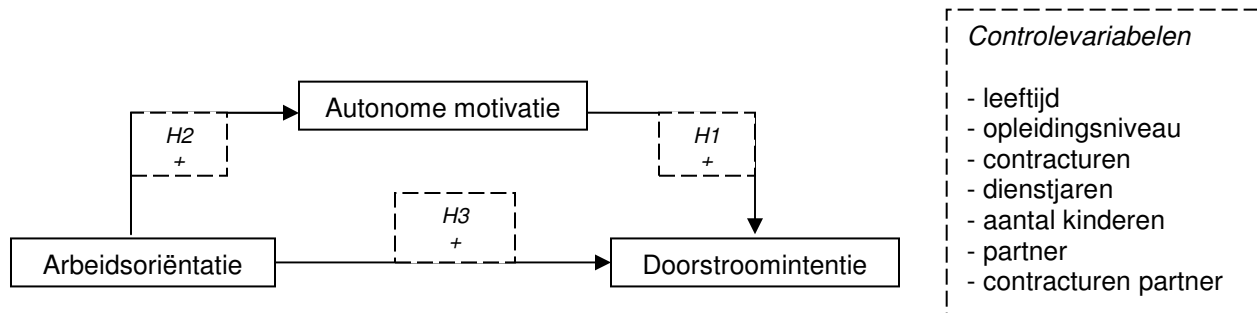 Autonome motivatie
H2
+
H1
+
H3
+
Arbeidsoriëntatie
Doorstroomintentie
Controlevariabelen
- leeftijd
- opleidingsniveau
- contracturen
- dienstjaren
- aantal kinderen
- partner
- contracturen partner